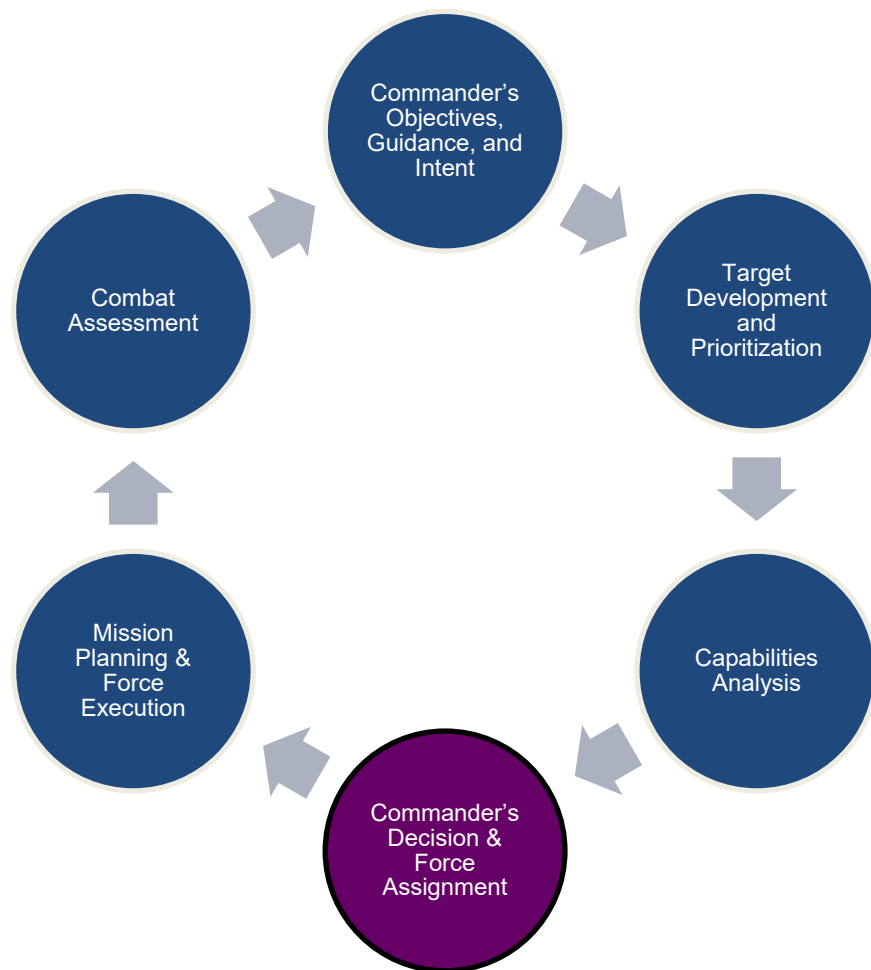 Commander’s
Objectives,
Guidance, and
Intent
Target
Development
and
Prioritization
Capabilities
Analysis
Commander’s
Decision &
Force
Assignment
Mission
Planning &
Force
Execution
Combat
Assessment